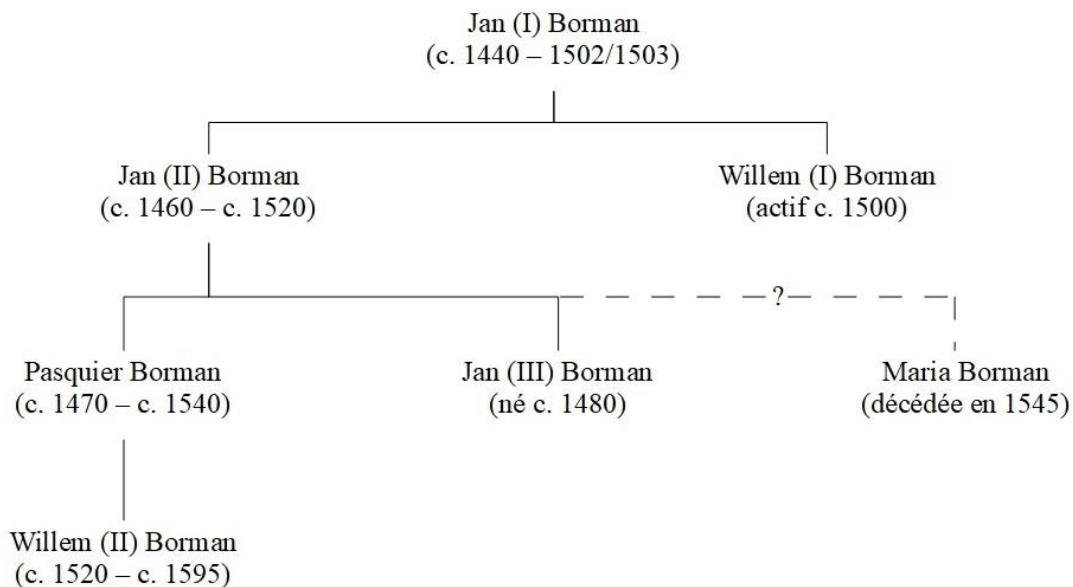 Jan (I) Borman
(c. 1440 – 1502/1503)
Jan (II) Borman
(c. 1460 – c. 1520)
Willem (I) Borman
(actif c. 1500)
?
Pasquier Borman
(c. 1470 – c. 1540)
Jan (III) Borman
(né c. 1480)
Maria Borman
(décédée en 1545)
Willem (II) Borman
(c. 1520 – c. 1595)